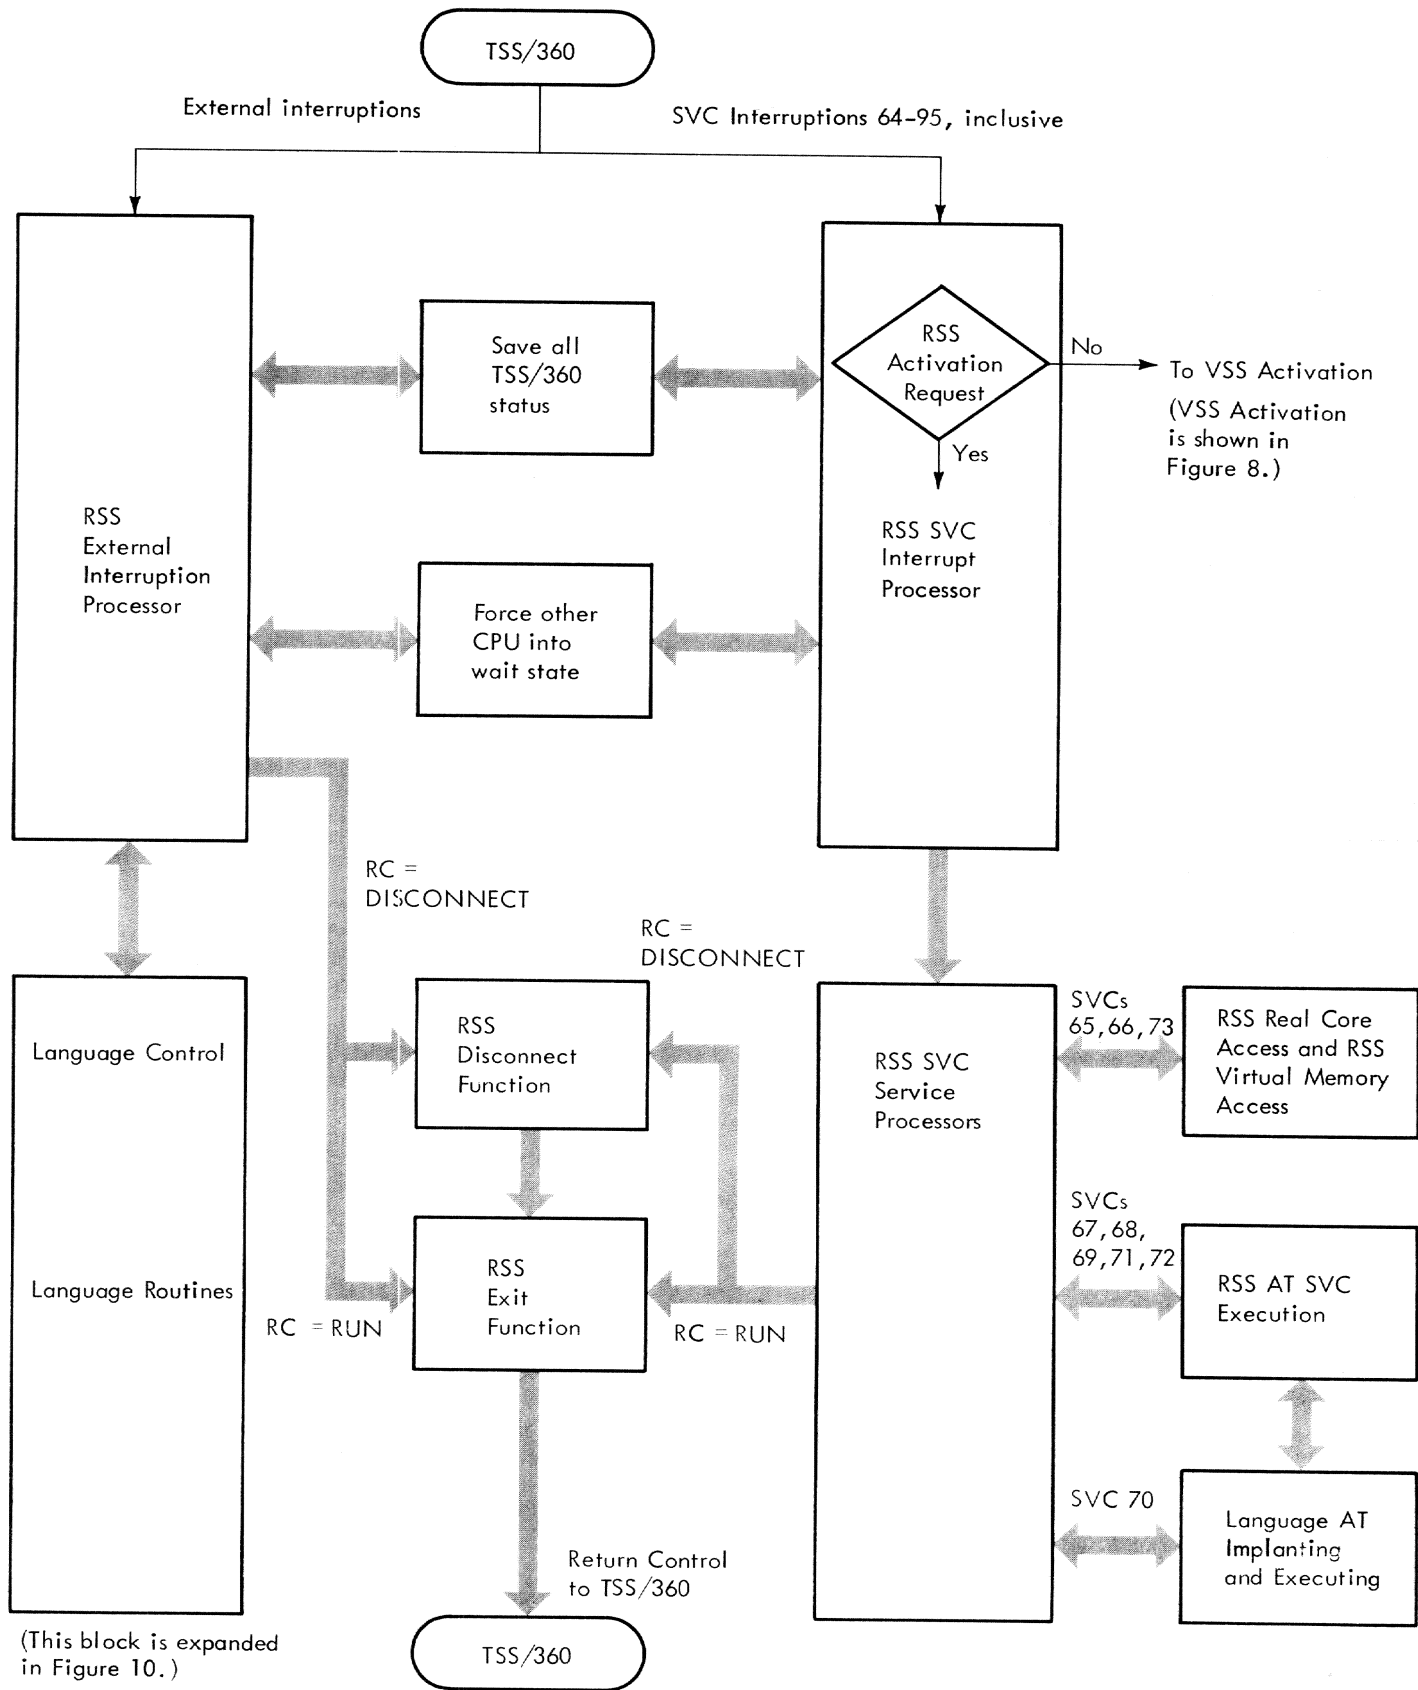 TSS/360
External interruptions
SVC Interruptions 64-95, inclusive
Save all
TSS/360
status
RSS
Activation
Request
No
To VSS Activation
(VSS Activation
is shown in
Figure 8.)
Yes
RSS
External
Interruption
Processor
RSS SVC
Interrupt
Processor
Force other
CPU into
wait state
RC =
DISCONNECT
RC =
DISCONNECT
Language Control
RSS
Disconnect
Function
RSS SVC
Service
Processors
SVCs
65,66,73
RSS Real Core
Access and RSS
Virtual Memory
Access
SVCs
67,68,
69,71,72
Language Routines
RC = RUN
RSS
Exit
Function
RC = RUN
RSS AT SVC
Execution
SVC 70
Language AT
Implanting
and Executing
Return Control
to TSS/360
(This block is expanded
in Figure 10.)
TSS/360